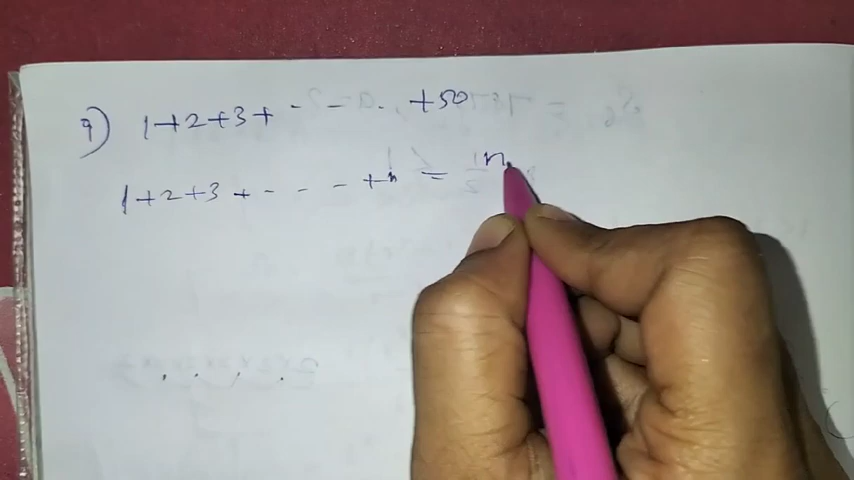 9) 1+2+3+ - - - . +50
1+2+3+ - - - +n = n